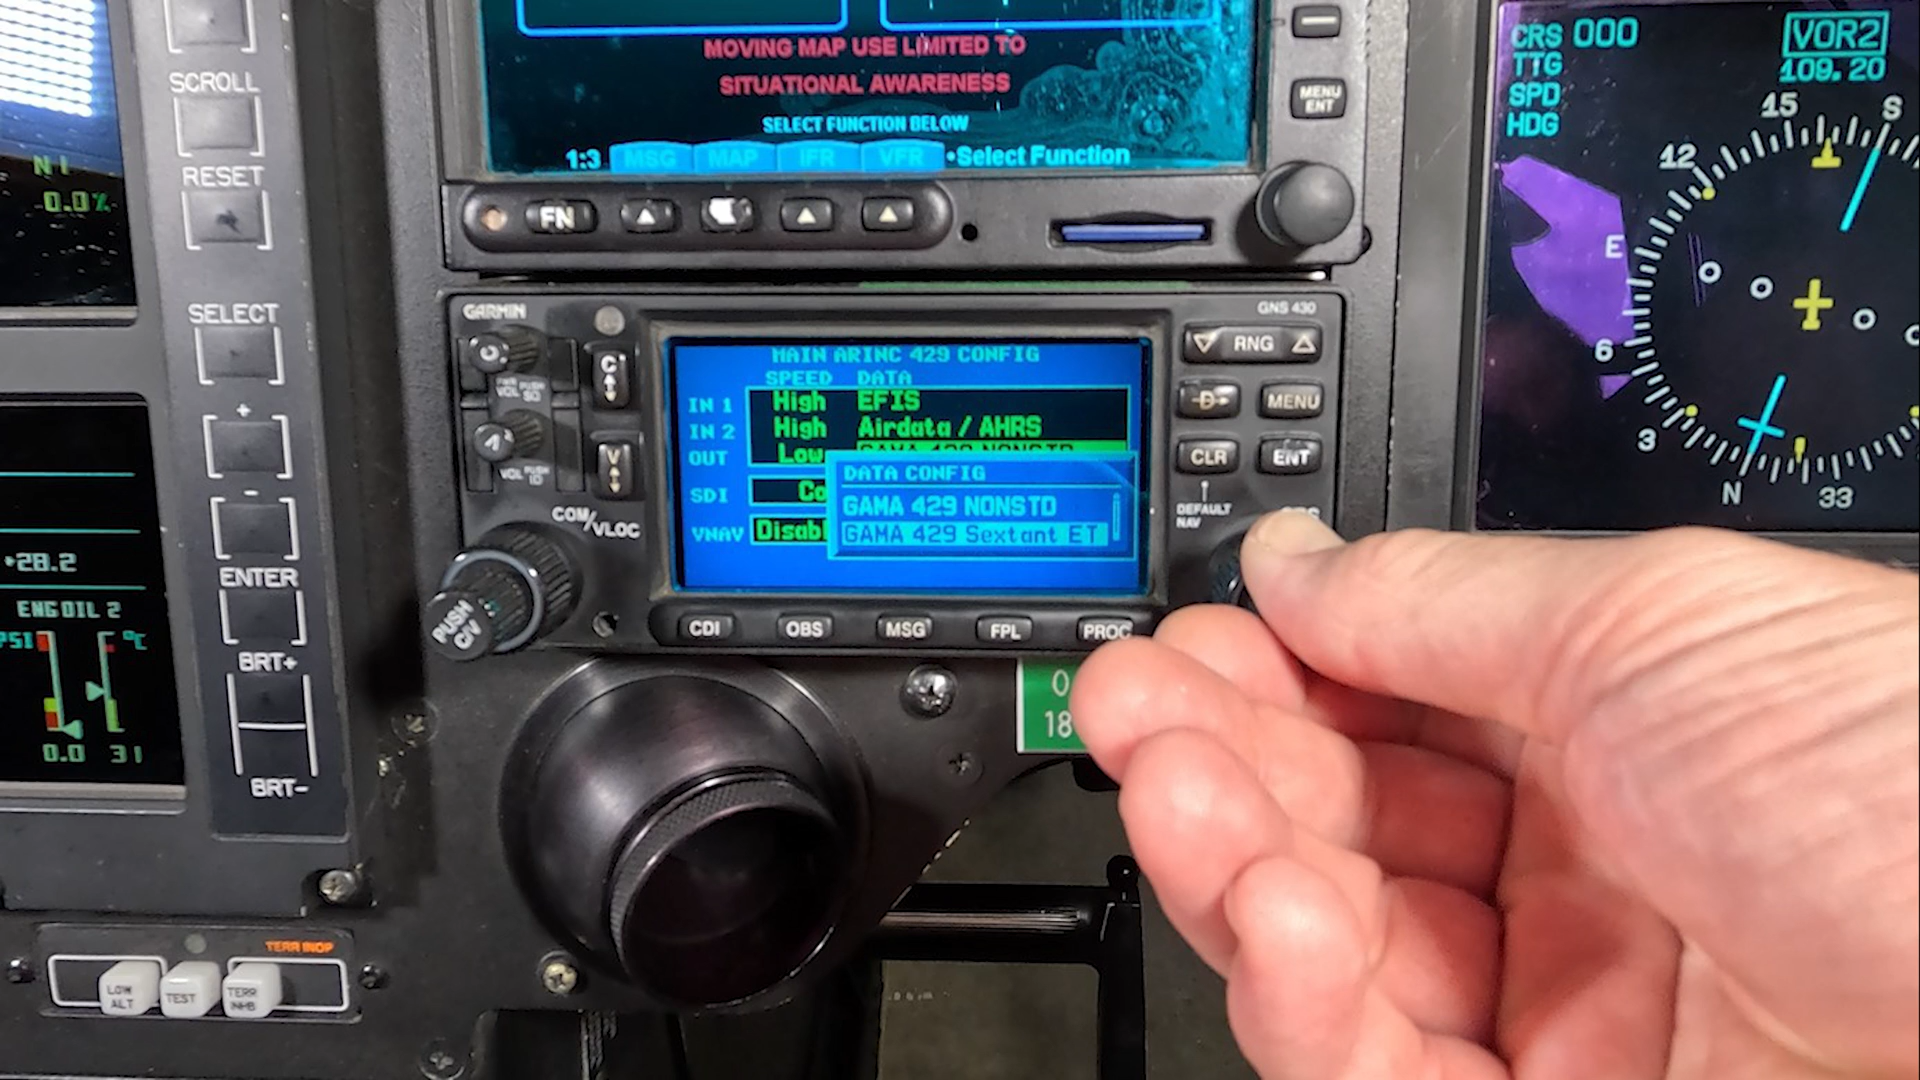 SCROLL
RESET
SELECT
+
-
ENTER
BRT+
BRT-
N1
0.0%
+28.2
ENG OIL 2
PSI °C
0.0 31
TERR INOP
LOW ALT
TEST
TERR INHB
MOVING MAP USE LIMITED TO
SITUATIONAL AWARENESS
SELECT FUNCTION BELOW
1:3 MSG MAP IFR VFR •Select Function
FN
MENU
ENT
GARMIN
GNS 430
C
PWR
VOL PUSH
SQ
V
VOL PUSH
ID
COM/VLOC
PUSH
C/V
MAIN ARINC 429 CONFIG
SPEED DATA
IN 1 High EFIS
IN 2 High Airdata / AHRS
OUT Low GAMA 429 NONSTD
SDI Co
VNAV Disabl
DATA CONFIG
GAMA 429 NONSTD
GAMA 429 Sextant ET
RNG
D
MENU
CLR
ENT
DEFAULT
NAV
CDI
OBS
MSG
FPL
PROC
0
18
CRS 000
TTG
SPD
HDG
VOR2
109.20
15
S
12
E
6
3
N
33